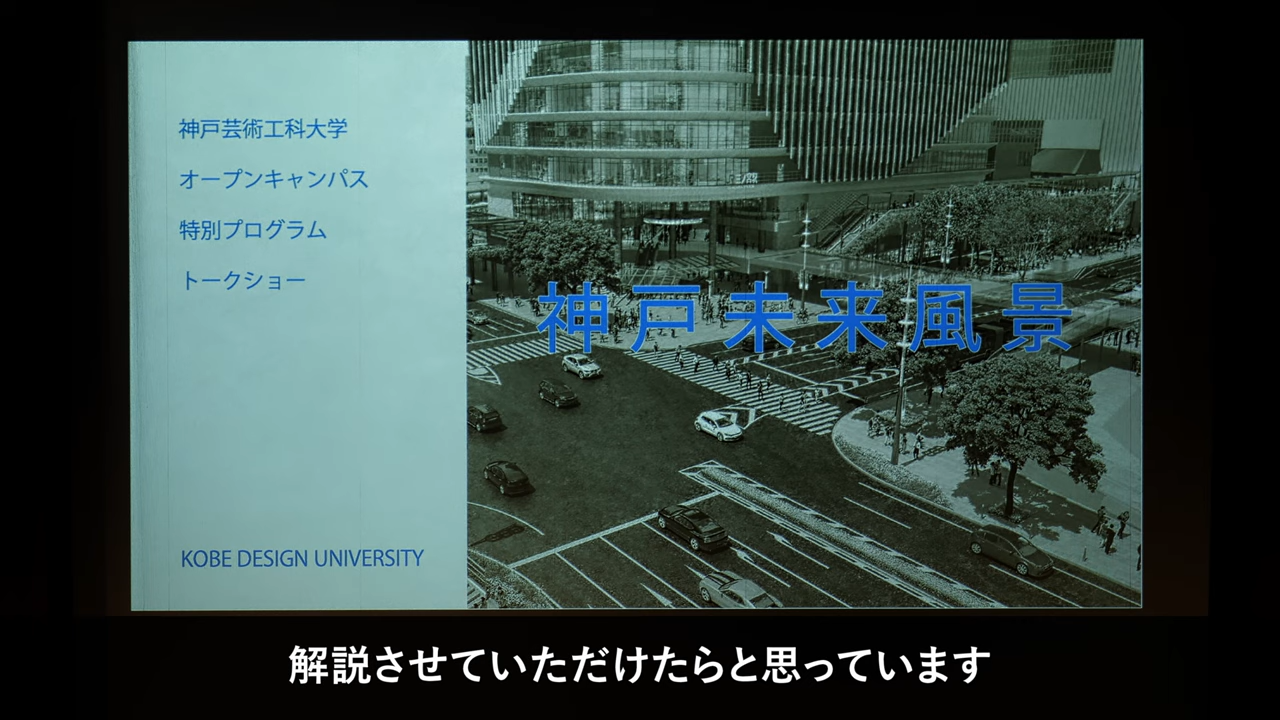 神戸芸術工科大学
オープンキャンパス
特別プログラム
トークショー
神戸未来風景
KOBE DESIGN UNIVERSITY
解説させていただけたらと思っています